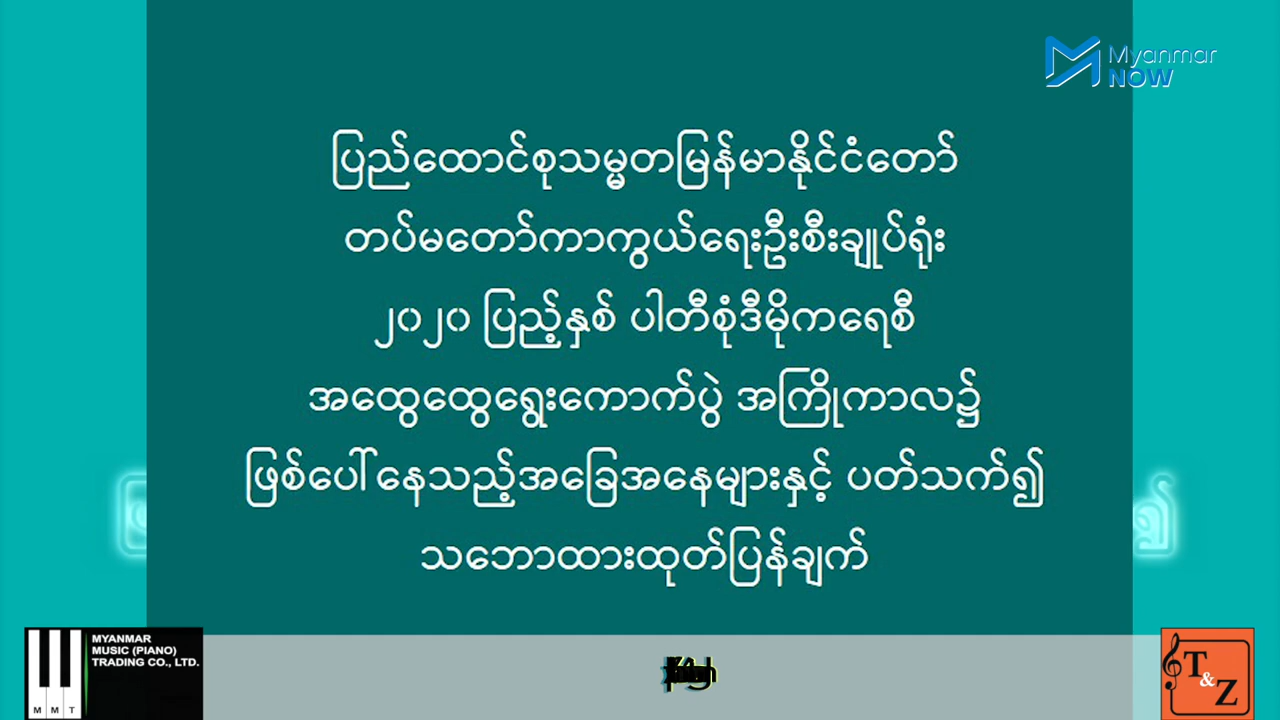 Myanmar
NOW
ပြည်ထောင်စုသမ္မတမြန်မာနိုင်ငံတော်
တပ်မတော်ကာကွယ်ရေးဦးစီးချုပ်ရုံး
၂၀၂၀ ပြည့်နှစ် ပါတီစုံဒီမိုကရေစီ
အထွေထွေရွေးကောက်ပွဲ အကြိုကာလ၌
ဖြစ်ပေါ်နေသည့်အခြေအနေများနှင့် ပတ်သက်၍
သဘောထားထုတ်ပြန်ချက်
MYANMAR
MUSIC (PIANO)
TRADING CO., LTD.
M M T
T
&
Z